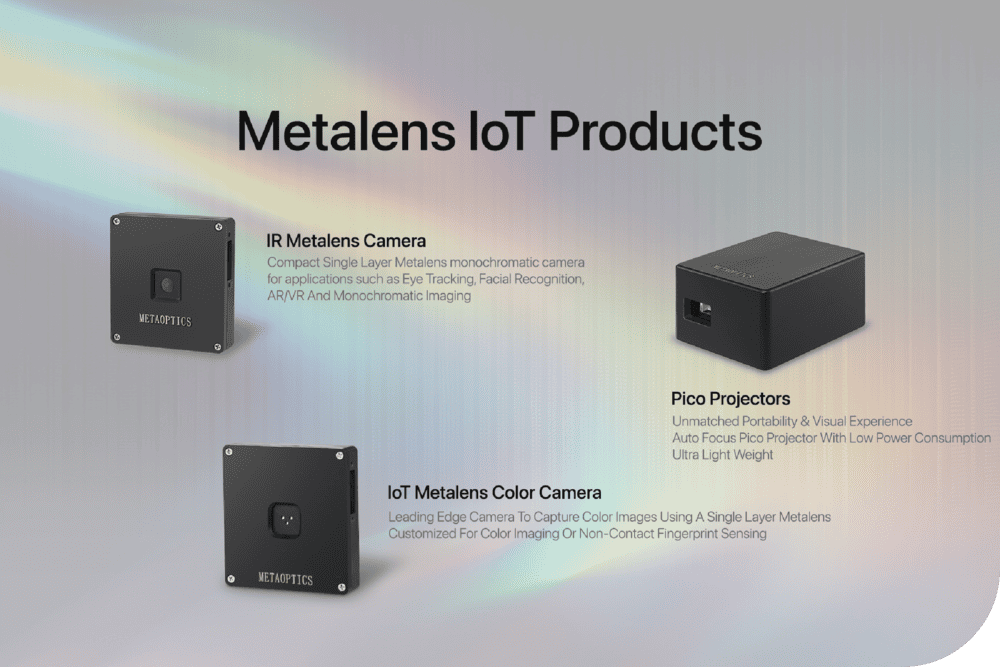 Metalens IoT Products
IR Metalens Camera
Compact Single Layer Metalens monochromatic camera
for applications such as Eye Tracking, Facial Recognition,
AR/VR And Monochromatic Imaging
METAOPTICS
METAOPTICS
Pico Projectors
Unmatched Portability & Visual Experience
Auto Focus Pico Projector With Low Power Consumption
Ultra Light Weight
IoT Metalens Color Camera
Leading Edge Camera To Capture Color Images Using A Single Layer Metalens
Customized For Color Imaging Or Non-Contact Fingerprint Sensing
METAOPTICS